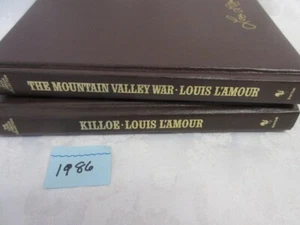 THE MOUNTAIN VALLEY WAR · LOUIS L'AMOUR
KILLOE · LOUIS L'AMOUR
1986